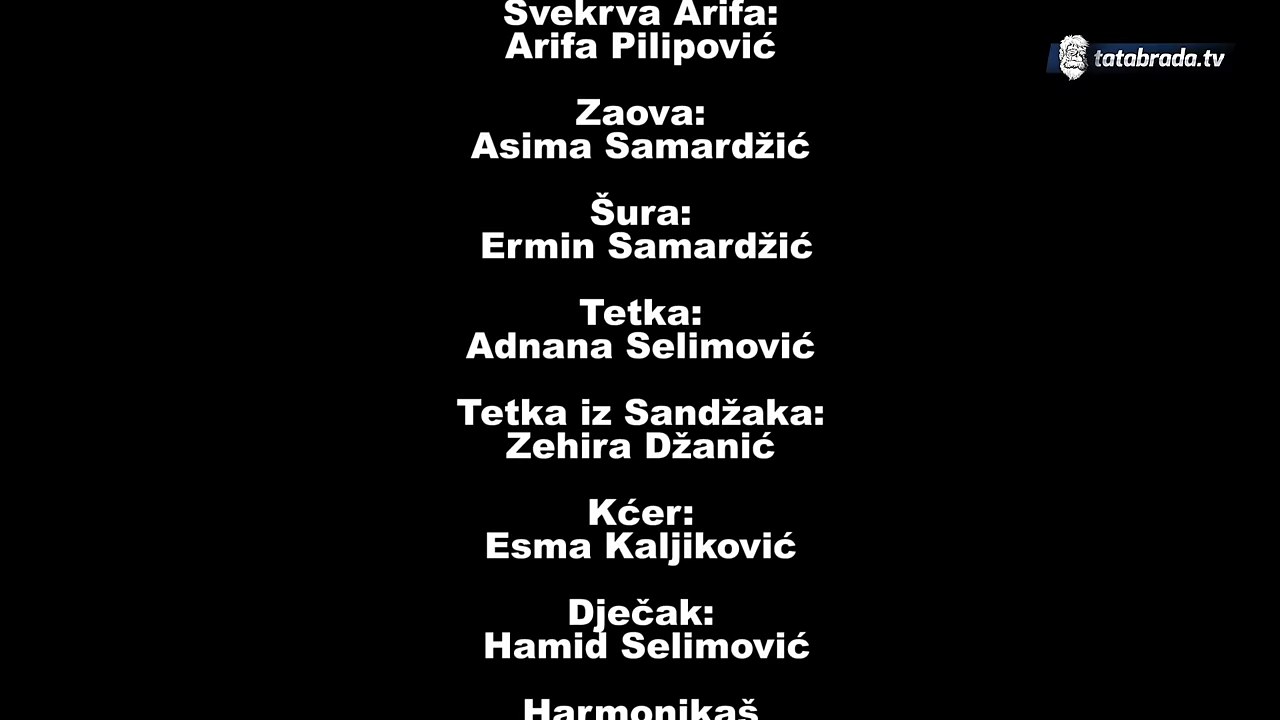 Svekrva Arifa:
Arifa Pilipović
tatabrada.tv
Zaova:
Asima Samardžić
Šura:
Ermin Samardžić
Tetka:
Adnana Selimović
Tetka iz Sandžaka:
Zehira Džanić
Kćer:
Esma Kaljiković
Dječak:
Hamid Selimović
Harmonikaš